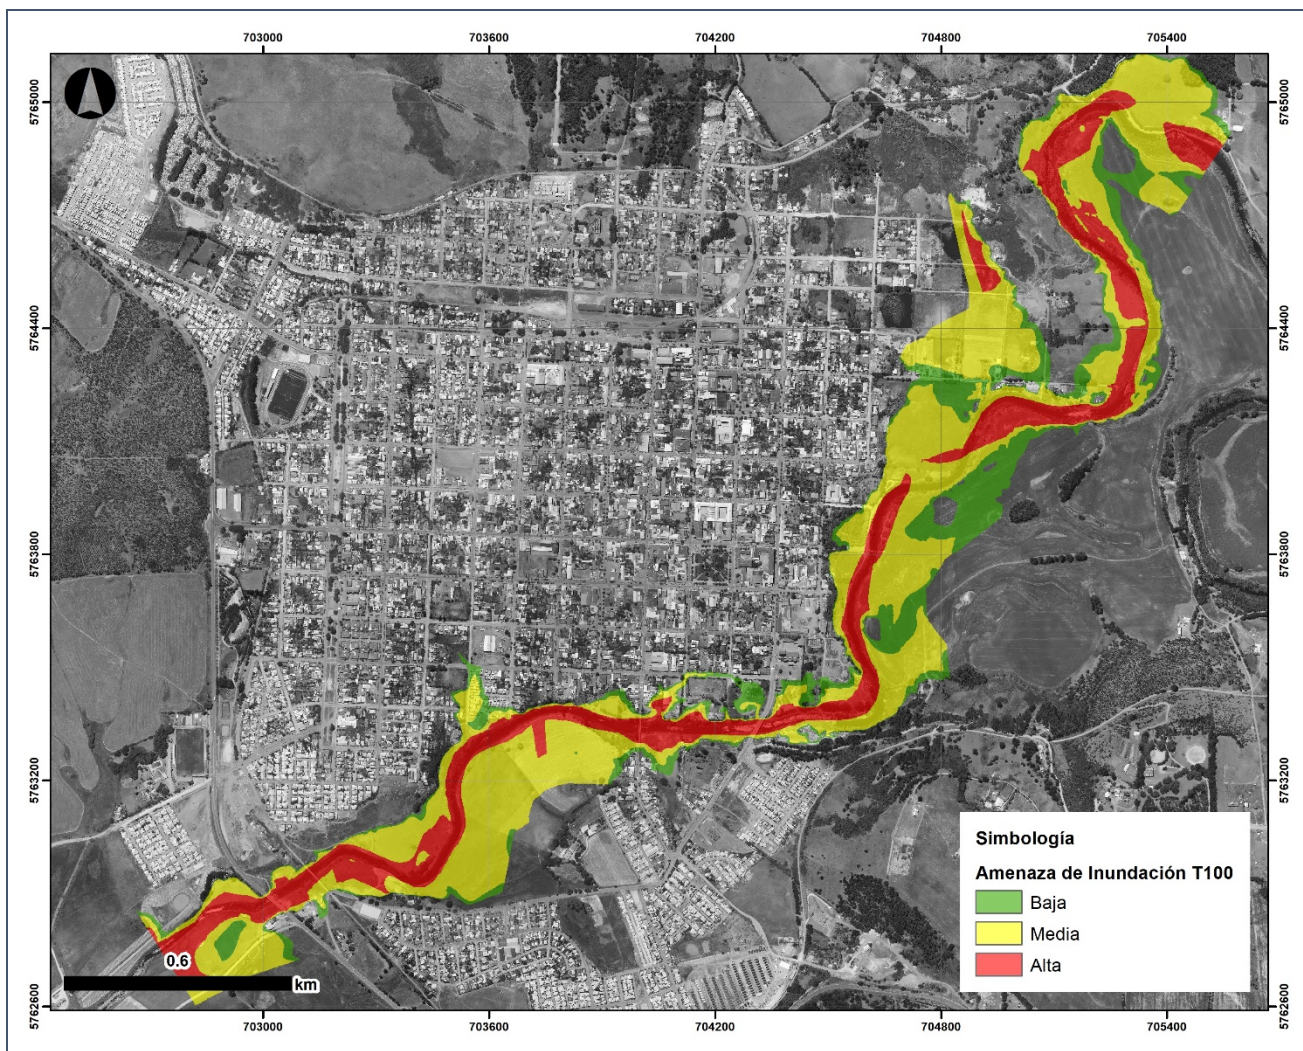 703000 703600 704200 704800 705400
5765000 5765000
5764400 5764400
5763800 5763800
5763200 5763200
5762600 5762600
Simbología
Amenaza de Inundación T100
Baja
Media
Alta
0.6
km
703000 703600 704200 704800 705400